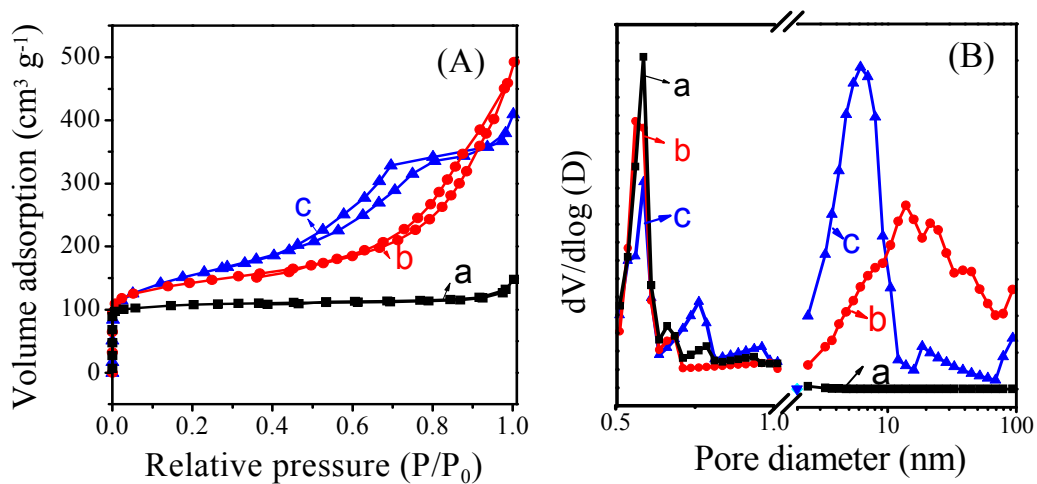 (A)
Volume adsorption (cm³ g⁻¹)
500
400
300
200
100
0
c
b
a
0.0
0.2
0.4
0.6
0.8
1.0
Relative pressure (P/P₀)
(B)
dV/dlog (D)
a
b
c
c
b
a
0.5
1.0
10
100
Pore diameter (nm)